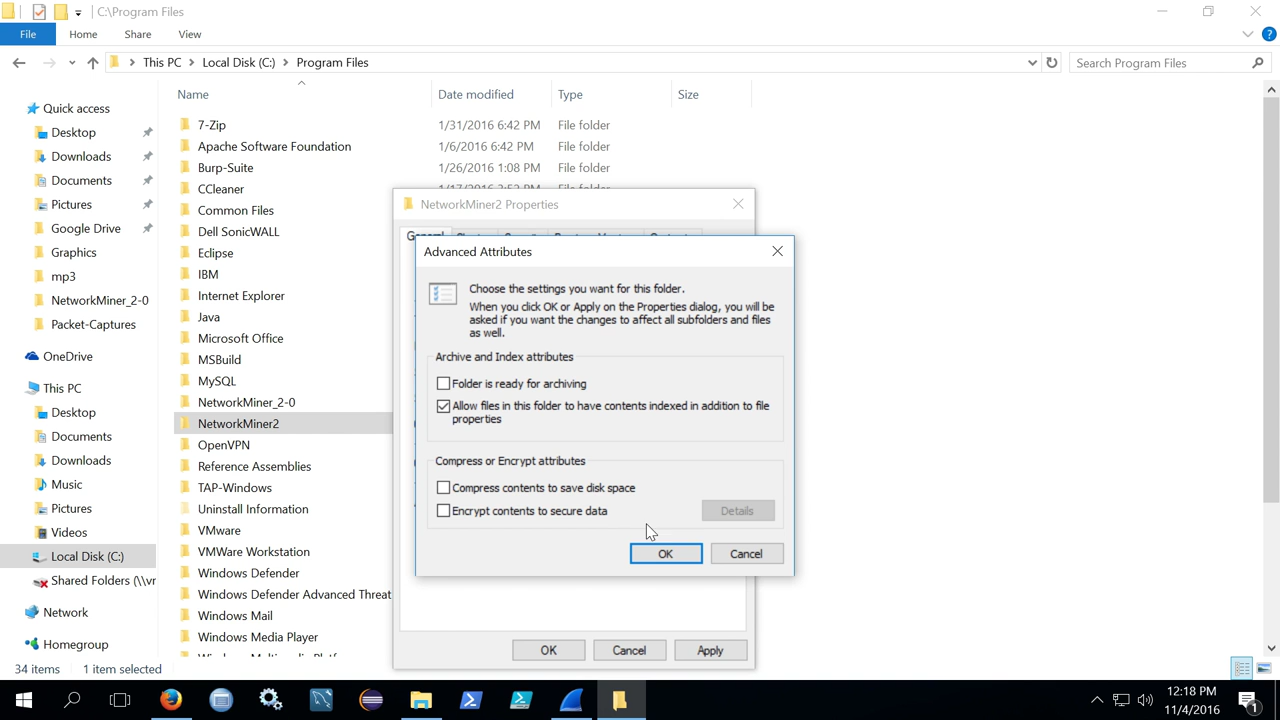 C:\Program Files
File Home Share View
This PC Local Disk (C:) Program Files
Search Program Files
Name Date modified Type Size
Quick access
Desktop
Downloads
Documents
Pictures
Google Drive
Graphics
mp3
NetworkMiner_2-0
Packet-Captures
OneDrive
This PC
Desktop
Documents
Downloads
Music
Pictures
Videos
Local Disk (C:)
Shared Folders (\\vr
Network
Homegroup
7-Zip 1/31/2016 6:42 PM File folder
Apache Software Foundation 1/6/2016 6:42 PM File folder
Burp-Suite 1/26/2016 1:08 PM File folder
CCleaner
Common Files
Dell SonicWALL
Eclipse
IBM
Internet Explorer
Java
Microsoft Office
MSBuild
MySQL
NetworkMiner_2-0
NetworkMiner2
OpenVPN
Reference Assemblies
TAP-Windows
Uninstall Information
VMware
VMWare Workstation
Windows Defender
Windows Defender Advanced Threat
Windows Mail
Windows Media Player
NetworkMiner2 Properties
General
Advanced Attributes
Choose the settings you want for this folder.
When you click OK or Apply on the Properties dialog, you will be
asked if you want the changes to affect all subfolders and files
as well.
Archive and Index attributes
Folder is ready for archiving
Allow files in this folder to have contents indexed in addition to file
properties
Compress or Encrypt attributes
Compress contents to save disk space
Encrypt contents to secure data
Details
OK Cancel
OK Cancel Apply
34 items 1 item selected
12:18 PM
11/4/2016
1